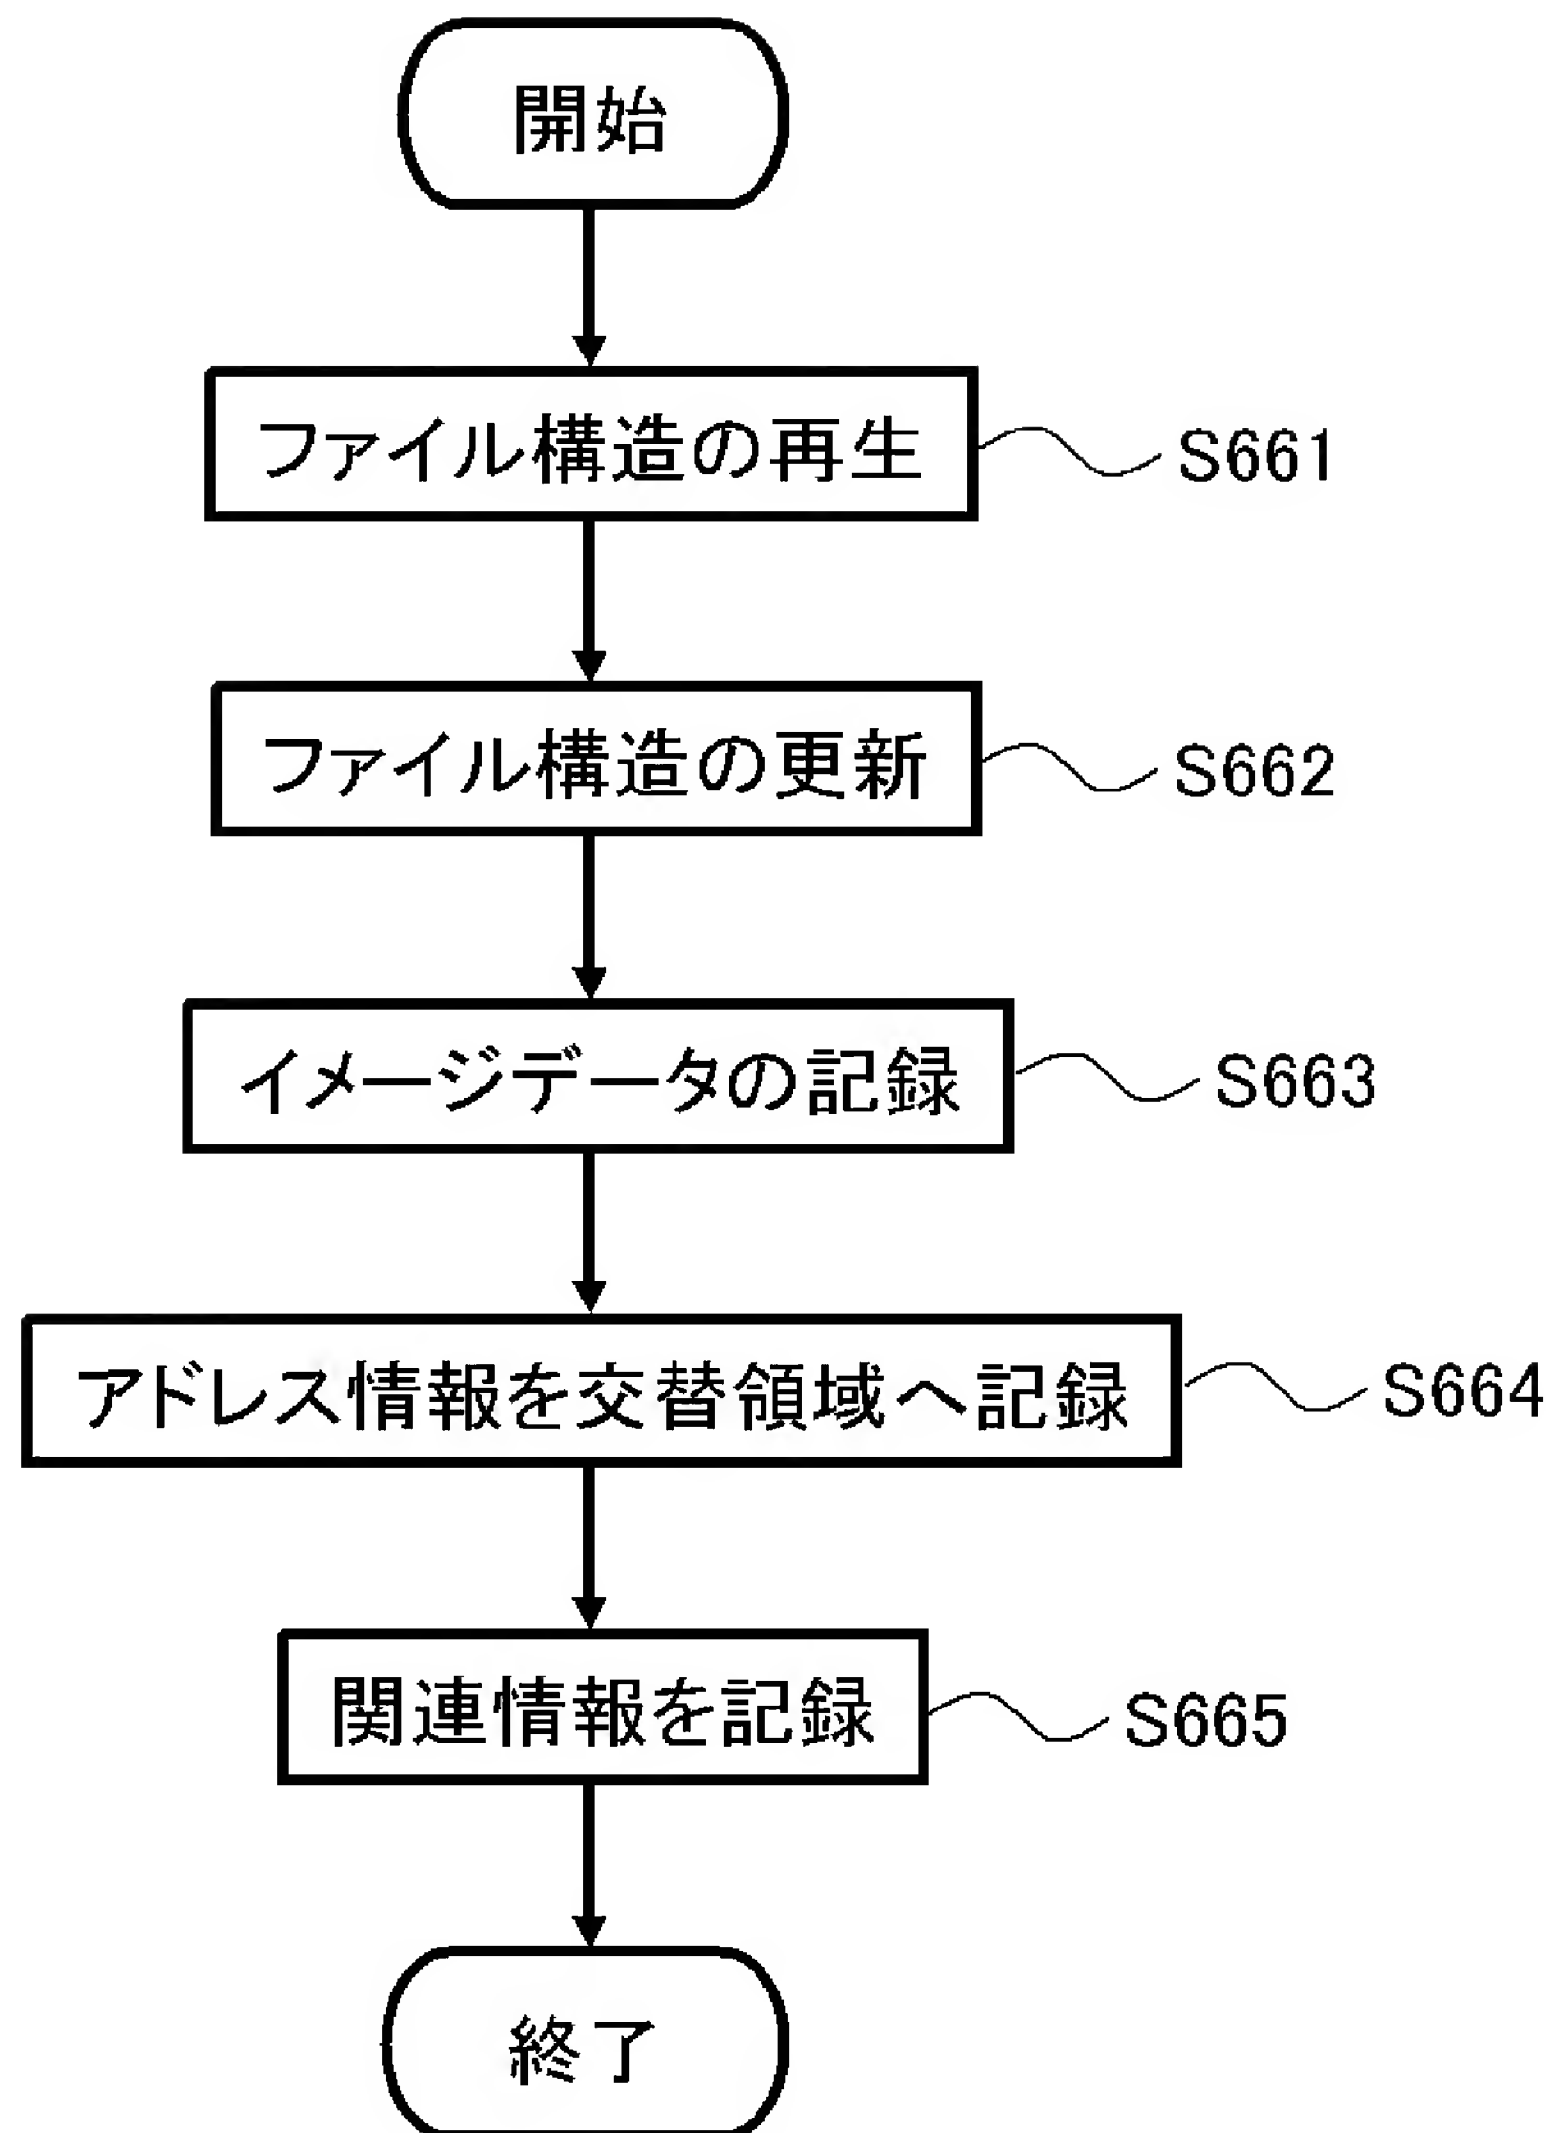 開始
ファイル構造の再生
S661
ファイル構造の更新
S662
イメージデータの記録
S663
アドレス情報を交替領域へ記録
S664
関連情報を記録
S665
終了